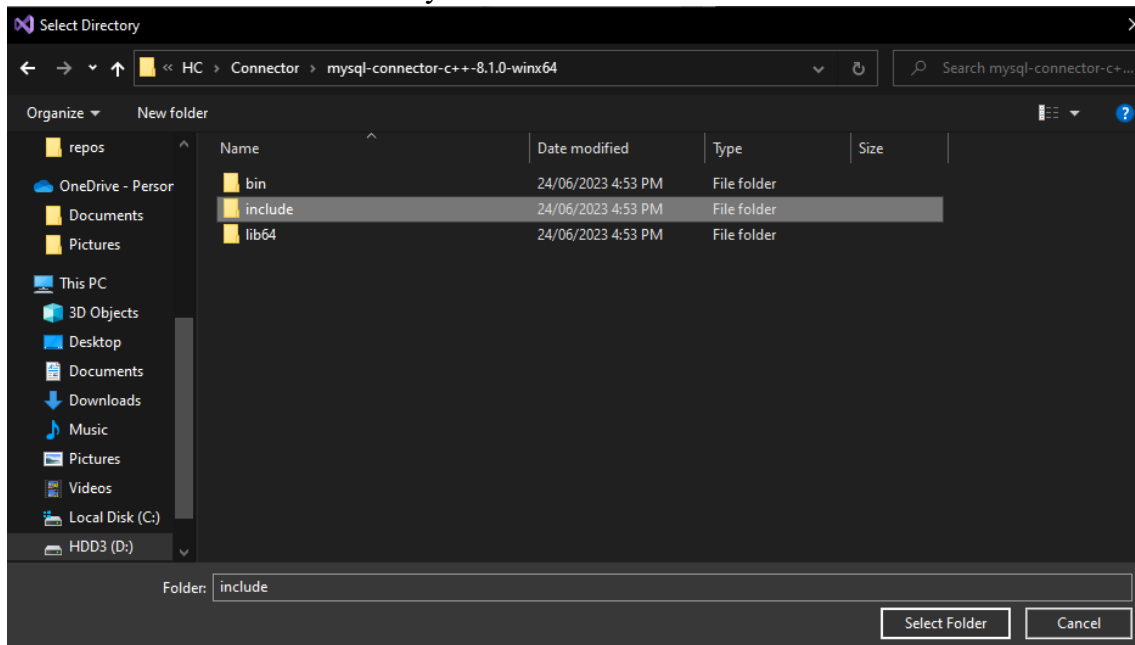 Select Directory
« HC › Connector › mysql-connector-c++-8.1.0-winx64
Search mysql-connector-c+...
Organize New folder
Name Date modified Type Size
repos
OneDrive - Person
Documents
Pictures
This PC
3D Objects
Desktop
Documents
Downloads
Music
Pictures
Videos
Local Disk (C:)
HDD3 (D:)
bin 24/06/2023 4:53 PM File folder
include 24/06/2023 4:53 PM File folder
lib64 24/06/2023 4:53 PM File folder
Folder: include
Select Folder Cancel